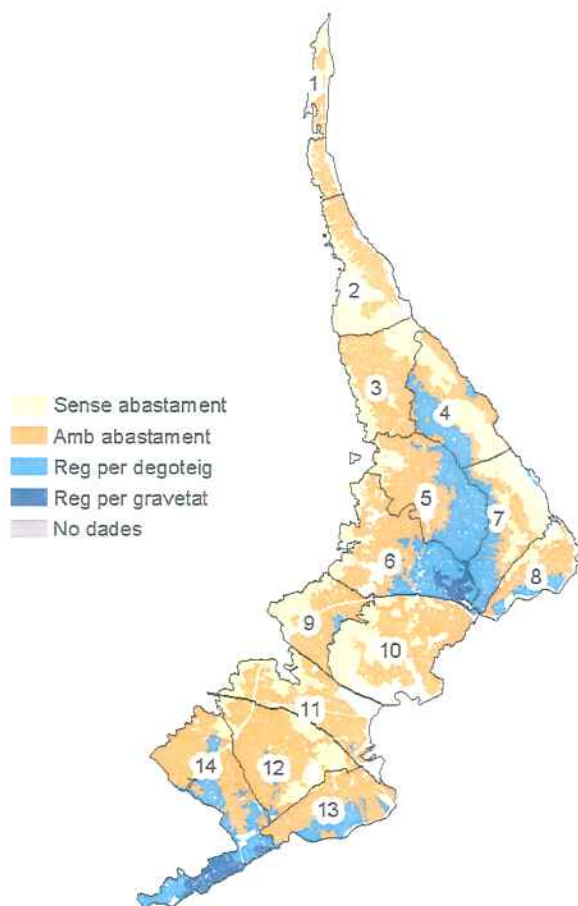 1
2
3
4
Sense abastament
Amb abastament
Reg per degoteig
Reg per gravetat
No dades
5
7
6
8
9
10
11
14
12
13